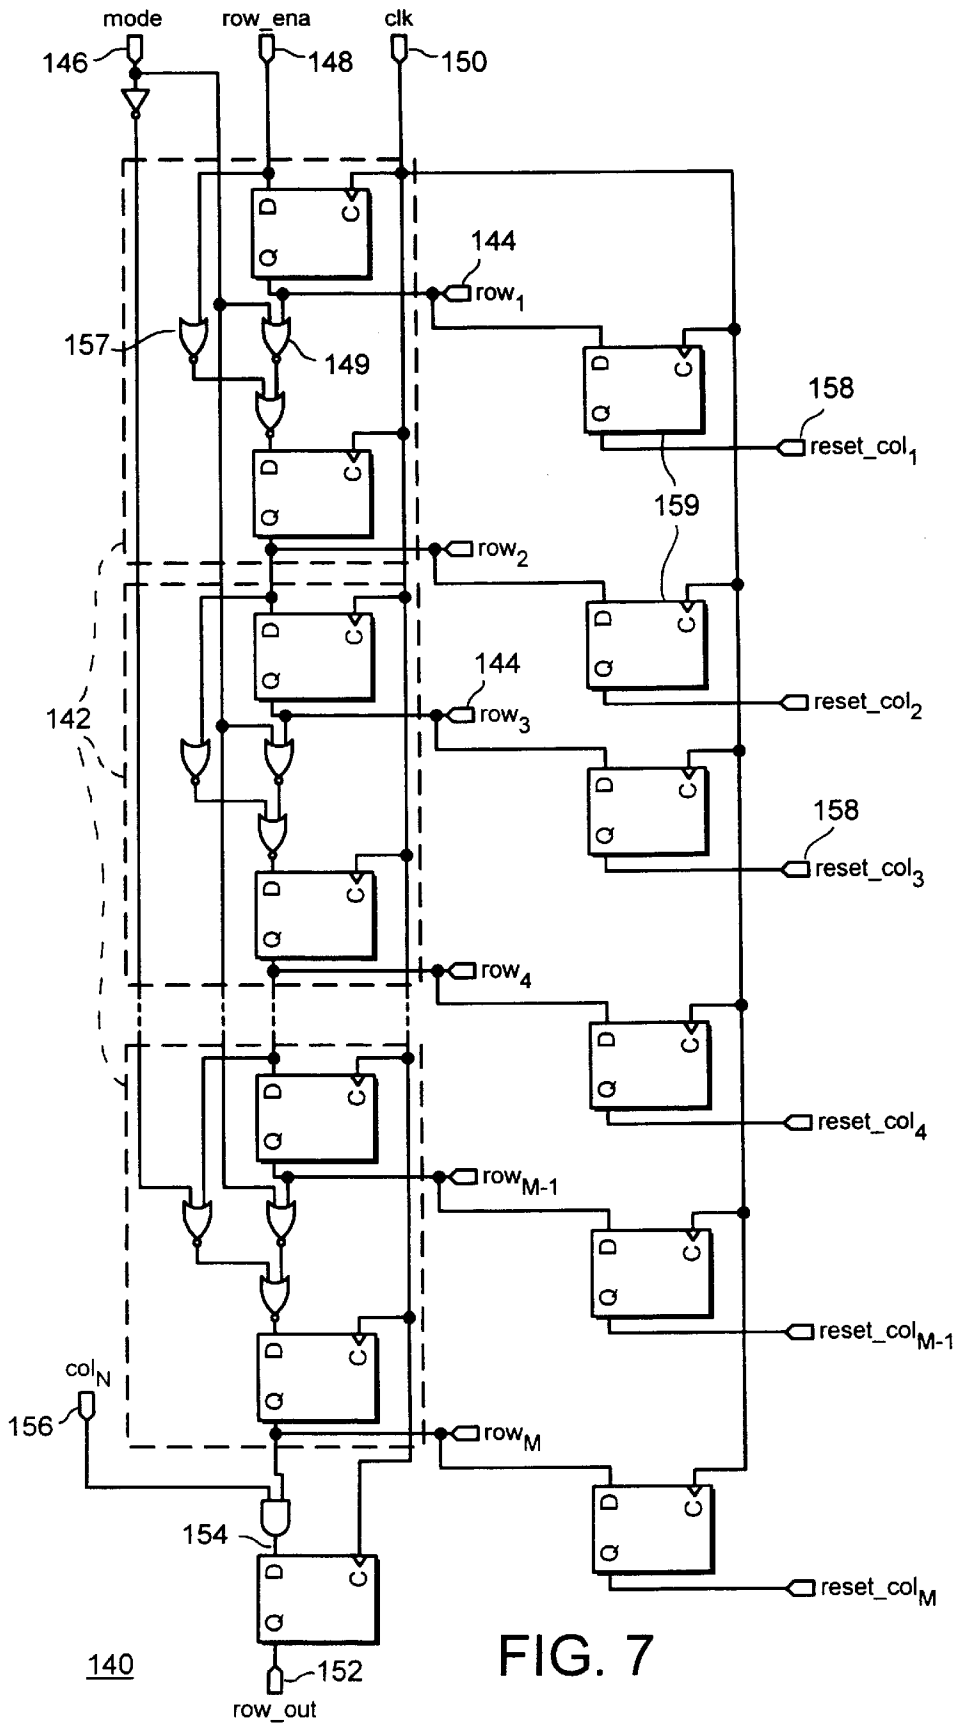 mode row_ena clk
146 148 150
D C
Q
144
row1
157 149
D C
Q
158
reset_col1
D C
Q
159
row2
D C
Q
reset_col2
D C
Q
144
142
row3
D C
Q
158
reset_col3
D C
Q
row4
D C
Q
reset_col4
D C
Q
rowM-1
D C
Q
reset_colM-1
D C
Q
colN
156
rowM
D C
Q
reset_colM
154
D C
Q
152
row_out
140
FIG. 7